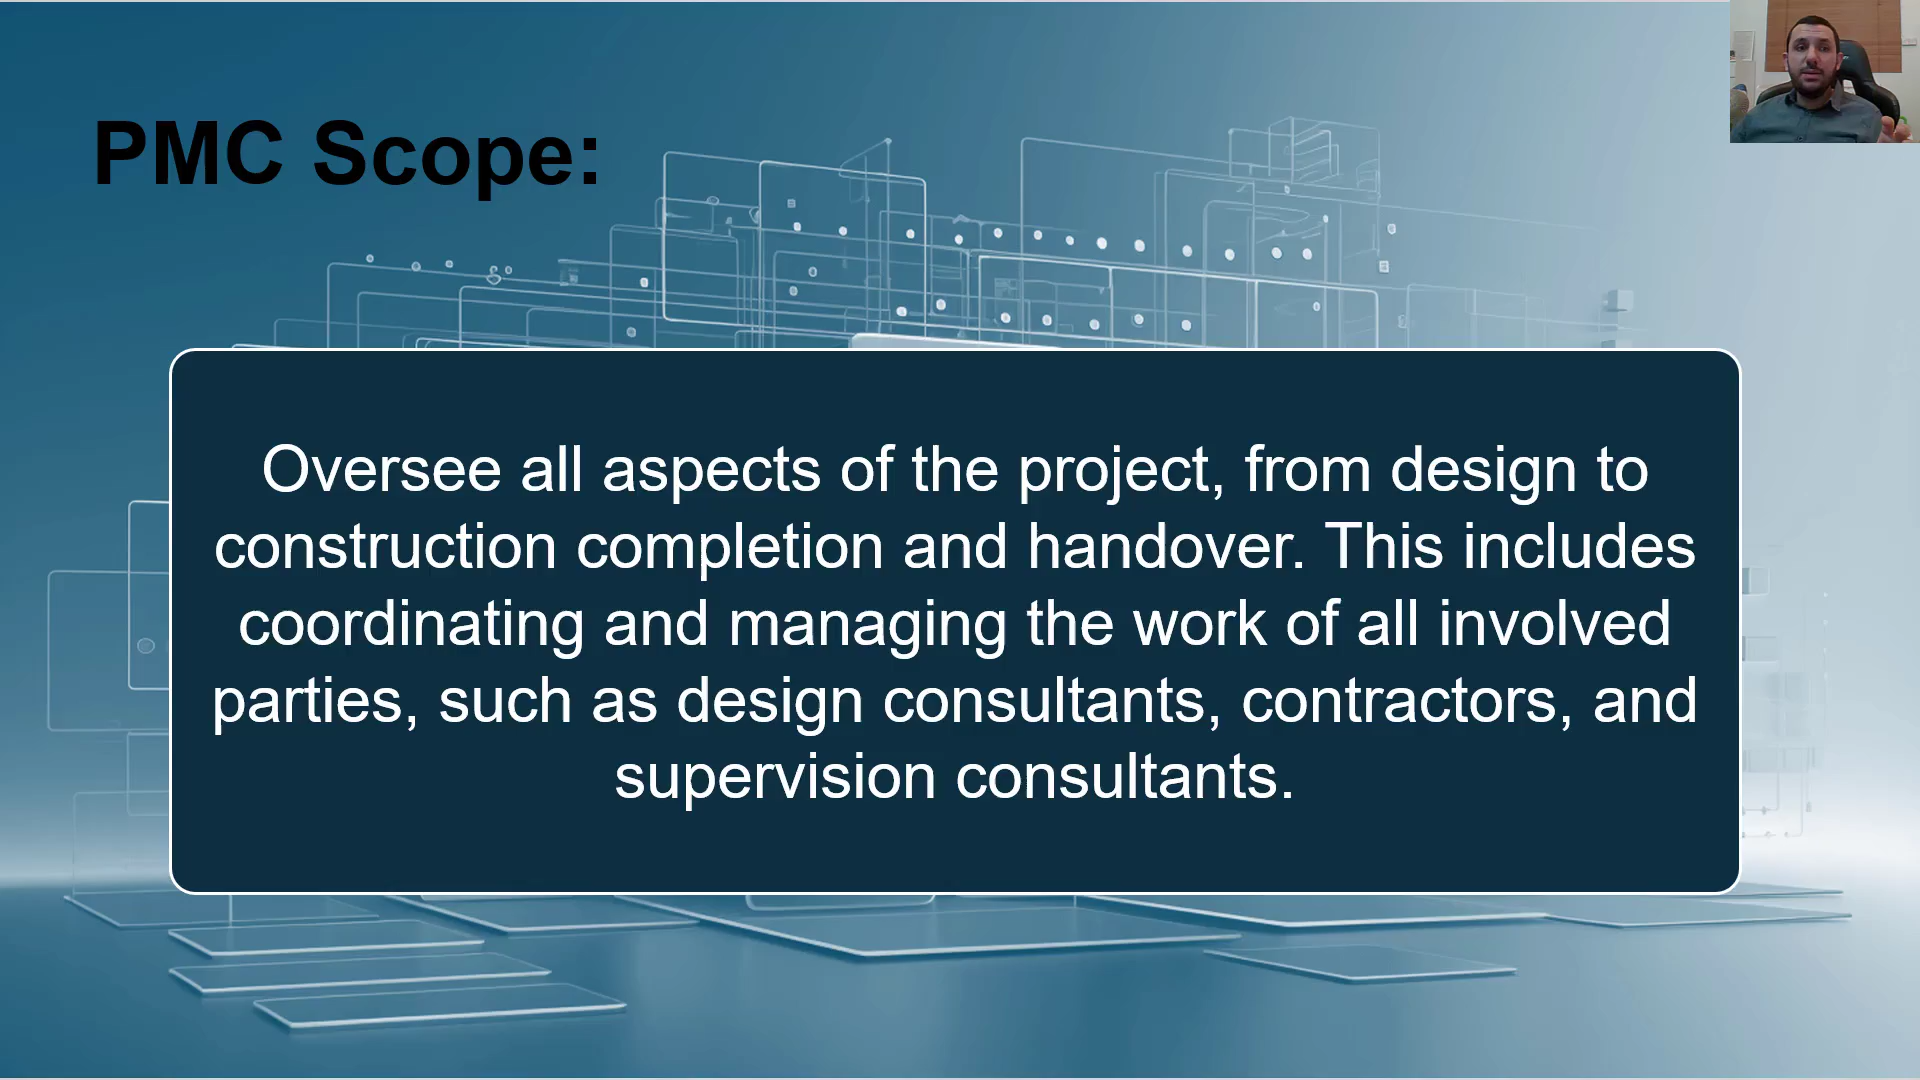 PMC Scope:
Oversee all aspects of the project, from design to
construction completion and handover. This includes
coordinating and managing the work of all involved
parties, such as design consultants, contractors, and
supervision consultants.